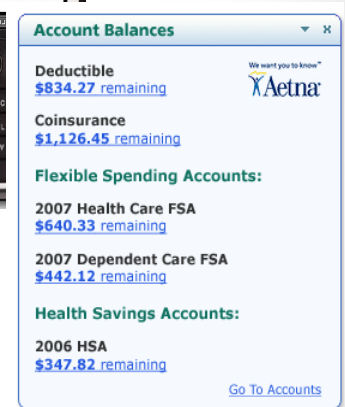 Account Balances
We want you to know™
Aetna
Deductible
$834.27 remaining
Coinsurance
$1,126.45 remaining
Flexible Spending Accounts:
2007 Health Care FSA
$640.33 remaining
2007 Dependent Care FSA
$442.12 remaining
Health Savings Accounts:
2006 HSA
$347.82 remaining
Go To Accounts